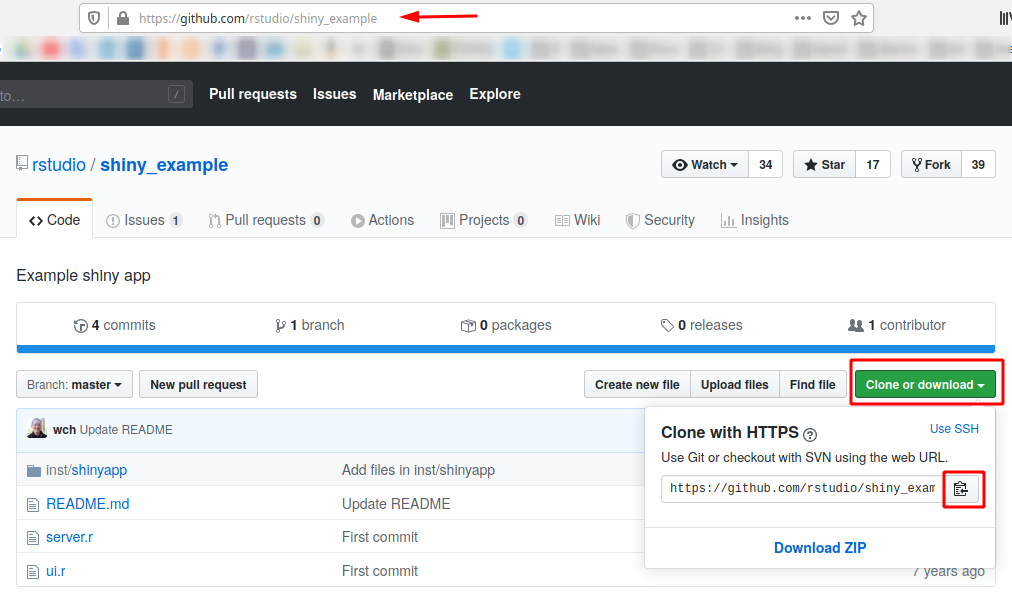 https://github.com/rstudio/shiny_example
to…
/
Pull requests Issues Marketplace Explore
rstudio / shiny_example
Watch 34 Star 17 Fork 39
Code Issues 1 Pull requests 0 Actions Projects 0 Wiki Security Insights
Example shiny app
4 commits 1 branch 0 packages 0 releases 1 contributor
Branch: master New pull request Create new file Upload files Find file Clone or download
wch Update README
Clone with HTTPS ? Use SSH
Use Git or checkout with SVN using the web URL.
https://github.com/rstudio/shiny_exam
Download ZIP
inst/shinyapp Add files in inst/shinyapp
README.md Update README
server.r First commit
ui.r First commit 7 years ago